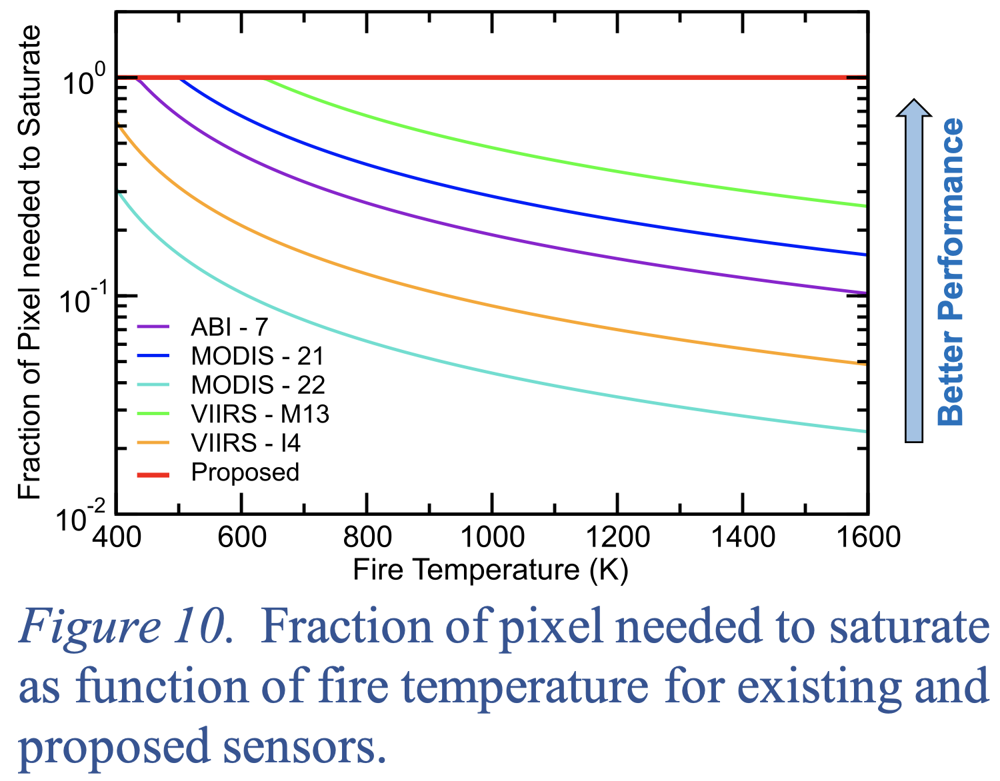 Fraction of Pixel needed to Saturate
10^0
10^-1
10^-2
ABI - 7
MODIS - 21
MODIS - 22
VIIRS - M13
VIIRS - I4
Proposed
400 600 800 1000 1200 1400 1600
Fire Temperature (K)
Better Performance
Figure 10. Fraction of pixel needed to saturate
as function of fire temperature for existing and
proposed sensors.